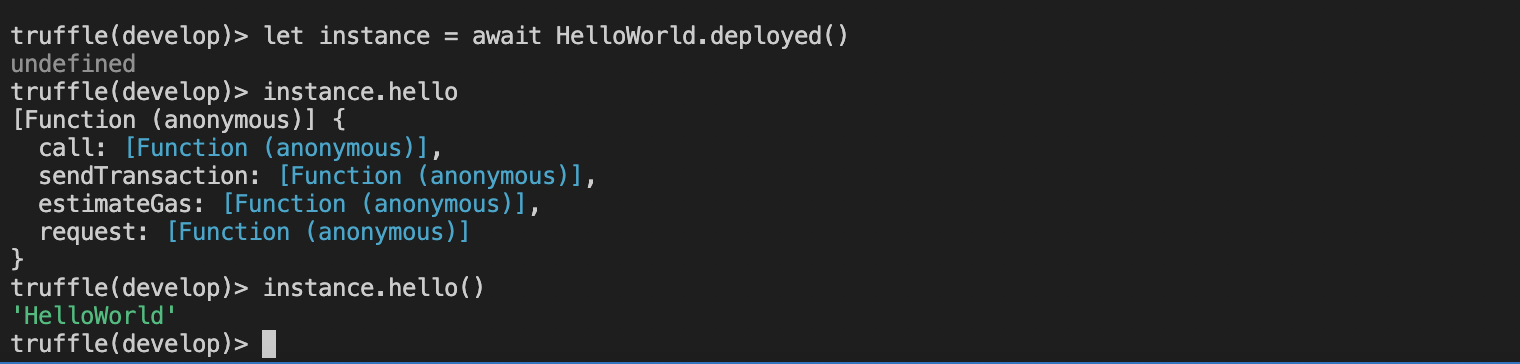 truffle(develop)> let instance = await HelloWorld.deployed()
undefined
truffle(develop)> instance.hello
[Function (anonymous)] {
  call: [Function (anonymous)],
  sendTransaction: [Function (anonymous)],
  estimateGas: [Function (anonymous)],
  request: [Function (anonymous)]
}
truffle(develop)> instance.hello()
'HelloWorld'
truffle(develop)>